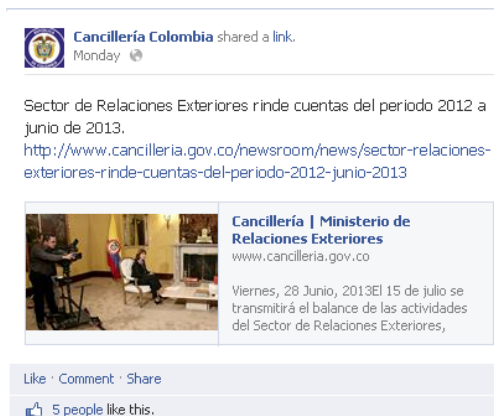 Cancillería Colombia shared a link.
Monday
Sector de Relaciones Exteriores rinde cuentas del periodo 2012 a
junio de 2013.
http://www.cancilleria.gov.co/newsroom/news/sector-relaciones-
exteriores-rinde-cuentas-del-periodo-2012-junio-2013
Cancillería | Ministerio de
Relaciones Exteriores
www.cancilleria.gov.co
Viernes, 28 Junio, 2013El 15 de julio se
transmitirá el balance de las actividades
del Sector de Relaciones Exteriores,
Like · Comment · Share
5 people like this.